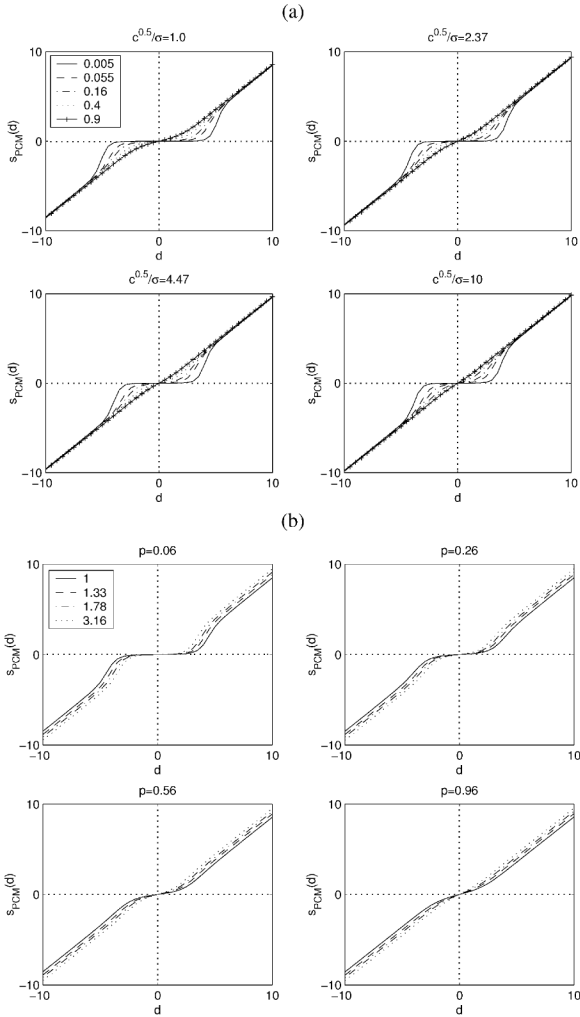 (a)
c^0.5/σ=1.0
c^0.5/σ=2.37
10
0
−10
s_PCM(d)
0.005
0.055
0.16
0.4
0.9
−10 0 10
d
10
0
−10
s_PCM(d)
−10 0 10
d
c^0.5/σ=4.47
c^0.5/σ=10
10
0
−10
s_PCM(d)
−10 0 10
d
10
0
−10
s_PCM(d)
−10 0 10
d
(b)
p=0.06
p=0.26
10
0
−10
s_PCM(d)
1
1.33
1.78
3.16
−10 0 10
d
10
0
−10
s_PCM(d)
−10 0 10
d
p=0.56
p=0.96
10
0
−10
s_PCM(d)
−10 0 10
d
10
0
−10
s_PCM(d)
−10 0 10
d